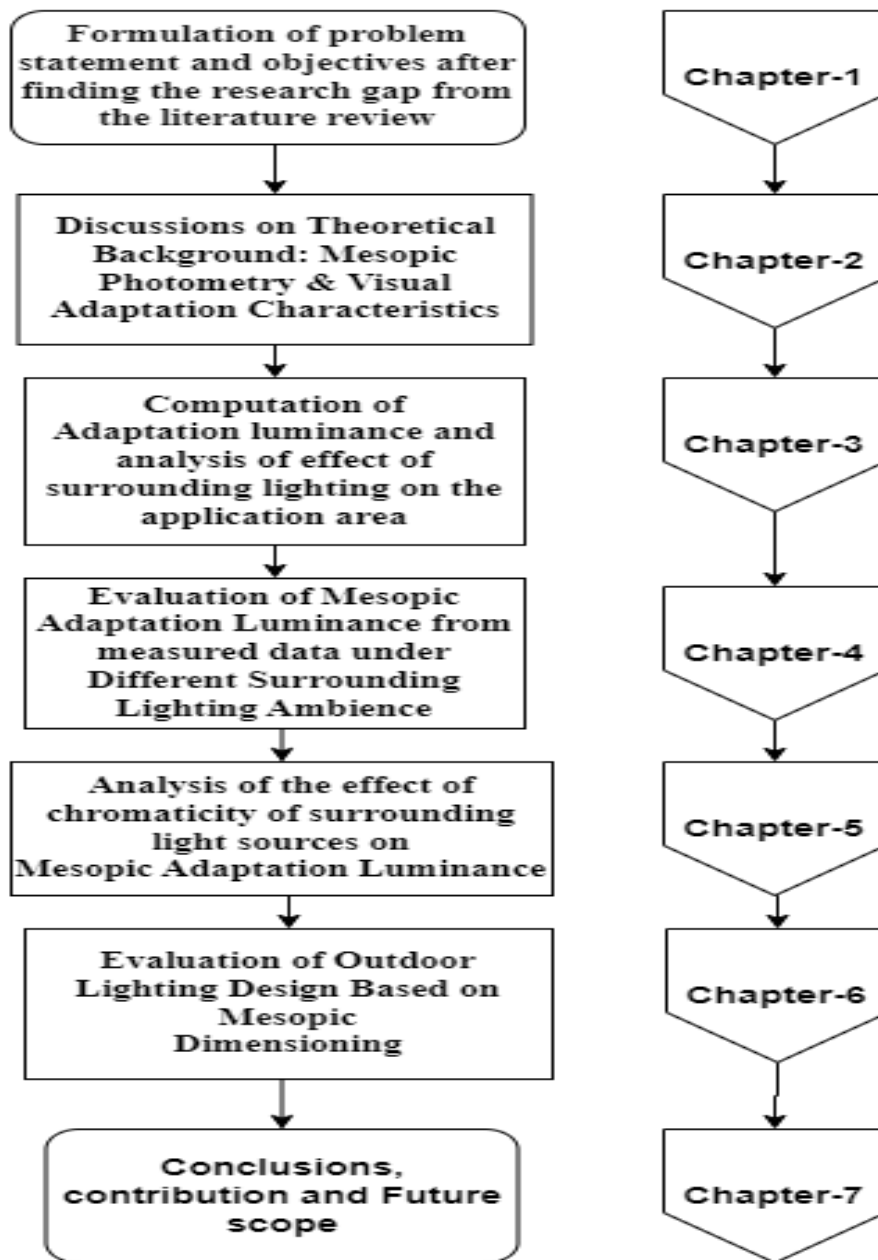 Formulation of problem
statement and objectives after
finding the research gap from
the literature review
Chapter-1
Discussions on Theoretical
Background: Mesopic
Photometry & Visual
Adaptation Characteristics
Chapter-2
Computation of
Adaptation luminance and
analysis of effect of
surrounding lighting on the
application area
Chapter-3
Evaluation of Mesopic
Adaptation Luminance from
measured data under
Different Surrounding
Lighting Ambience
Chapter-4
Analysis of the effect of
chromaticity of surrounding
light sources on
Mesopic Adaptation Luminance
Chapter-5
Evaluation of Outdoor
Lighting Design Based on
Mesopic
Dimensioning
Chapter-6
Conclusions,
contribution and Future
scope
Chapter-7